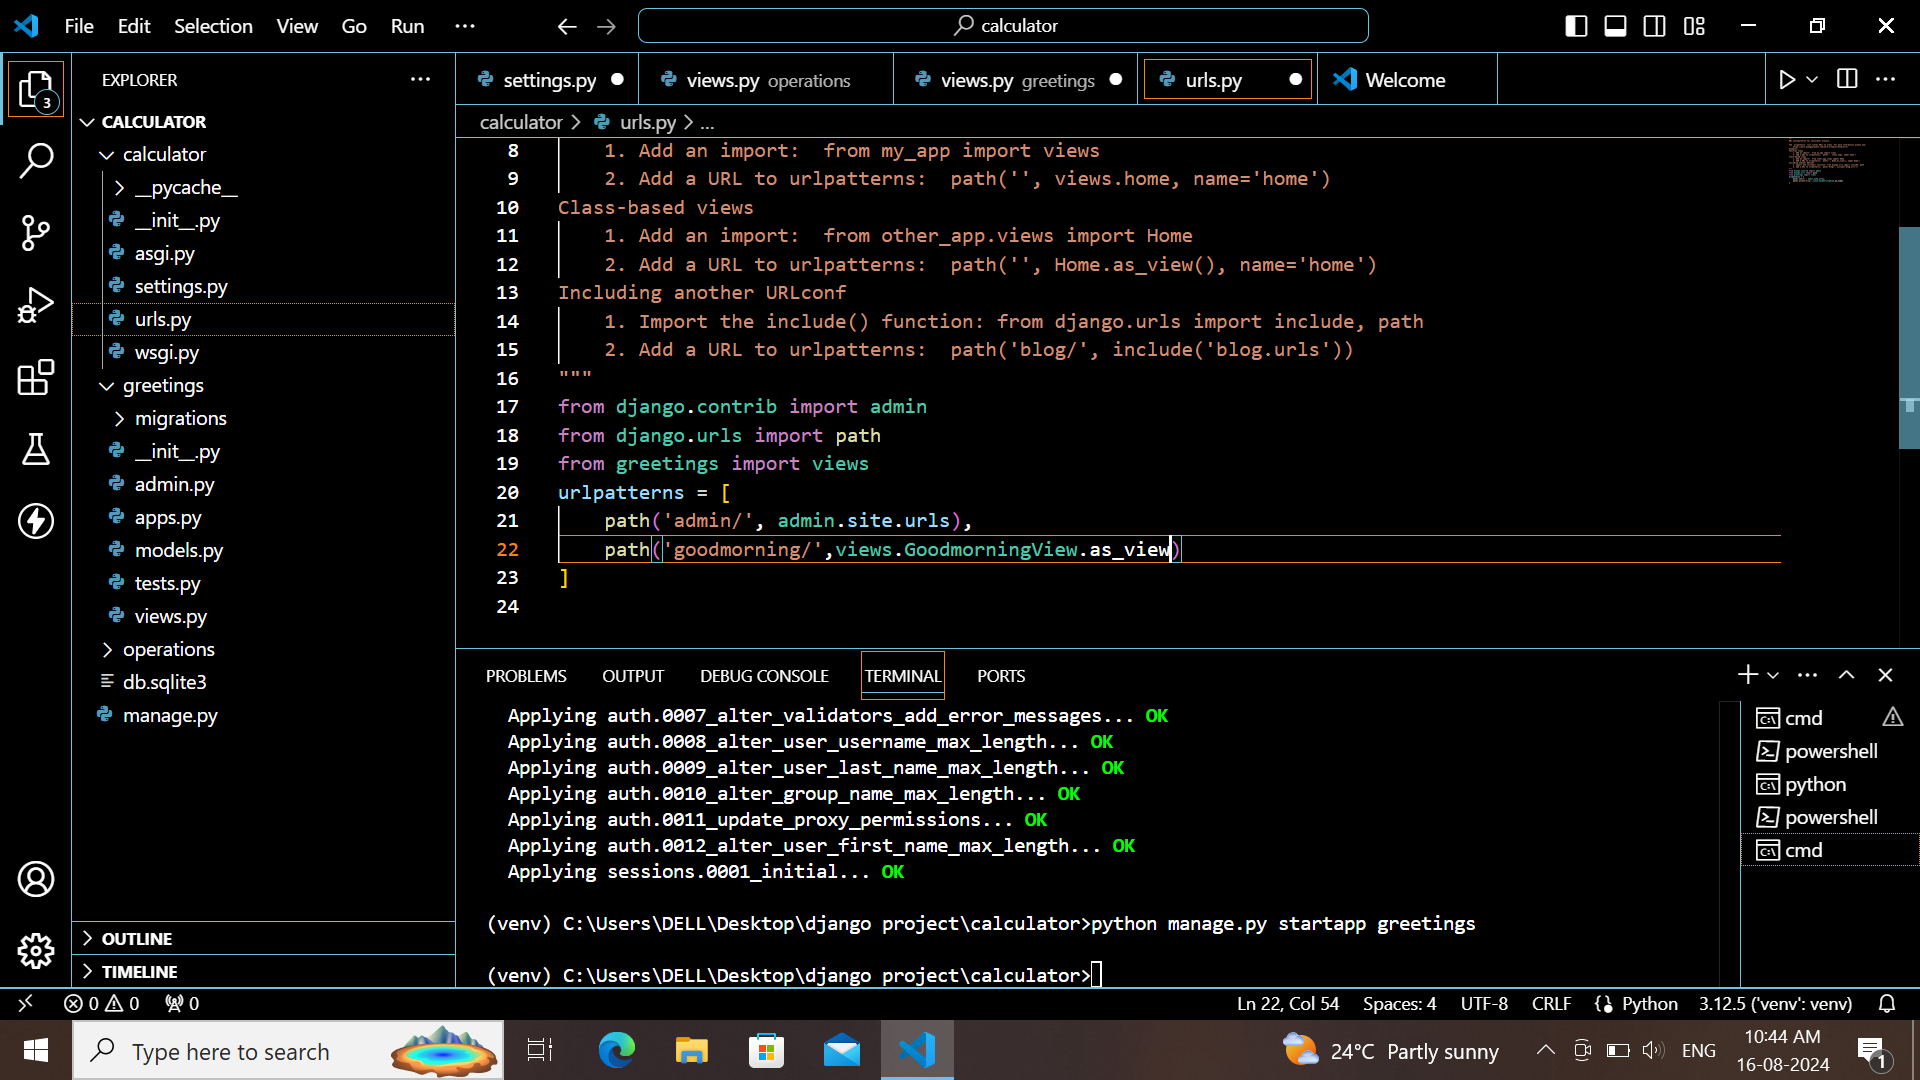 File Edit Selection View Go Run ...
calculator
EXPLORER
3
CALCULATOR
calculator
__pycache__
__init__.py
asgi.py
settings.py
urls.py
wsgi.py
greetings
migrations
__init__.py
admin.py
apps.py
models.py
tests.py
views.py
operations
db.sqlite3
manage.py
OUTLINE
TIMELINE
settings.py views.py operations views.py greetings urls.py Welcome
calculator > urls.py > ...
8 1. Add an import:  from my_app import views
9 2. Add a URL to urlpatterns:  path('', views.home, name='home')
10 Class-based views
11 1. Add an import:  from other_app.views import Home
12 2. Add a URL to urlpatterns:  path('', Home.as_view(), name='home')
13 Including another URLconf
14 1. Import the include() function: from django.urls import include, path
15 2. Add a URL to urlpatterns:  path('blog/', include('blog.urls'))
16 """
17 from django.contrib import admin
18 from django.urls import path
19 from greetings import views
20 urlpatterns = [
21 path('admin/', admin.site.urls),
22 path('goodmorning/',views.GoodmorningView.as_view)
23 ]
24
PROBLEMS OUTPUT DEBUG CONSOLE TERMINAL PORTS
Applying auth.0007_alter_validators_add_error_messages... OK
Applying auth.0008_alter_user_username_max_length... OK
Applying auth.0009_alter_user_last_name_max_length... OK
Applying auth.0010_alter_group_name_max_length... OK
Applying auth.0011_update_proxy_permissions... OK
Applying auth.0012_alter_user_first_name_max_length... OK
Applying sessions.0001_initial... OK
(venv) C:\Users\DELL\Desktop\django project\calculator>python manage.py startapp greetings
(venv) C:\Users\DELL\Desktop\django project\calculator>
cmd
powershell
python
powershell
cmd
0 0 0 Ln 22, Col 54 Spaces: 4 UTF-8 CRLF Python 3.12.5 ('venv': venv)
Type here to search
24°C Partly sunny ENG
10:44 AM
16-08-2024
1